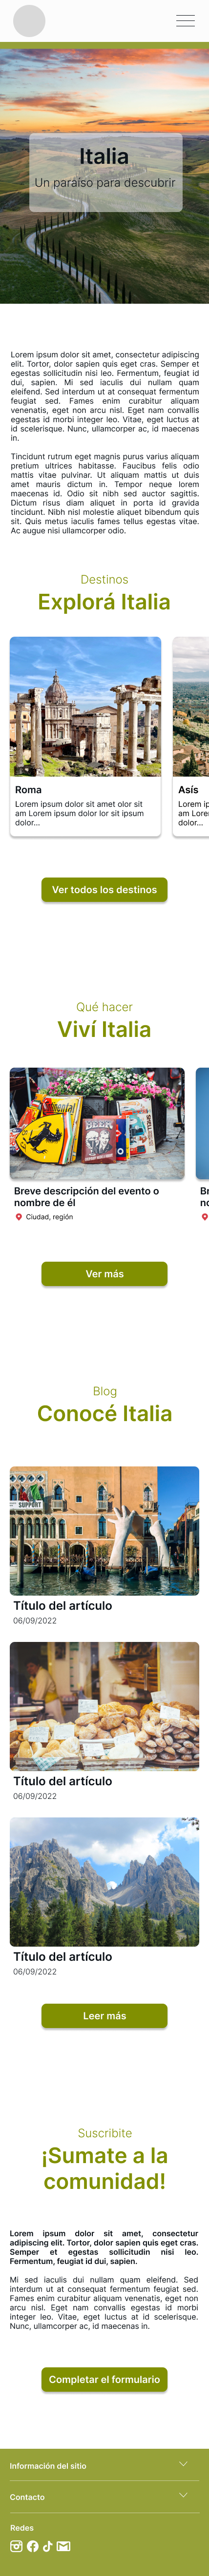 Italia
Un paráiso para descubrir
Lorem ipsum dolor sit amet, consectetur adipiscing
elit. Tortor, dolor sapien quis eget cras. Semper et
egestas sollicitudin nisi leo. Fermentum, feugiat id
dui, sapien. Mi sed iaculis dui nullam quam
eleifend. Sed interdum ut at consequat fermentum
feugiat sed. Fames enim curabitur aliquam
venenatis, eget non arcu nisl. Eget nam convallis
egestas id morbi integer leo. Vitae, eget luctus at
id scelerisque. Nunc, ullamcorper ac, id maecenas
in.
Tincidunt rutrum eget magnis purus varius aliquam
pretium ultrices habitasse. Faucibus felis odio
mattis vitae pulvinar. Ut aliquam mattis ut duis
amet mauris dictum in. Tempor neque lorem
maecenas id. Odio sit nibh sed auctor sagittis.
Dictum risus diam aliquet in porta id gravida
tincidunt. Nibh nisl molestie aliquet bibendum quis
sit. Quis metus iaculis fames tellus egestas vitae.
Ac augue nisi ullamcorper odio.
Destinos
Explorá Italia
Roma
Lorem ipsum dolor sit amet olor sit
am Lorem ipsum dolor lor sit ipsum
dolor...
Asís
Lorem ip
am Lore
dolor...
Ver todos los destinos
Qué hacer
Viví Italia
Breve descripción del evento o
nombre de él
Ciudad, región
Br
no
Ver más
Blog
Conocé Italia
SUPPORT
Título del artículo
06/09/2022
Título del artículo
06/09/2022
Título del artículo
06/09/2022
Leer más
Suscribite
¡Sumate a la
comunidad!
Lorem ipsum dolor sit amet, consectetur
adipiscing elit. Tortor, dolor sapien quis eget cras.
Semper et egestas sollicitudin nisi leo.
Fermentum, feugiat id dui, sapien.
Mi sed iaculis dui nullam quam eleifend. Sed
interdum ut at consequat fermentum feugiat sed.
Fames enim curabitur aliquam venenatis, eget non
arcu nisl. Eget nam convallis egestas id morbi
integer leo. Vitae, eget luctus at id scelerisque.
Nunc, ullamcorper ac, id maecenas in.
Completar el formulario
Información del sitio
Contacto
Redes